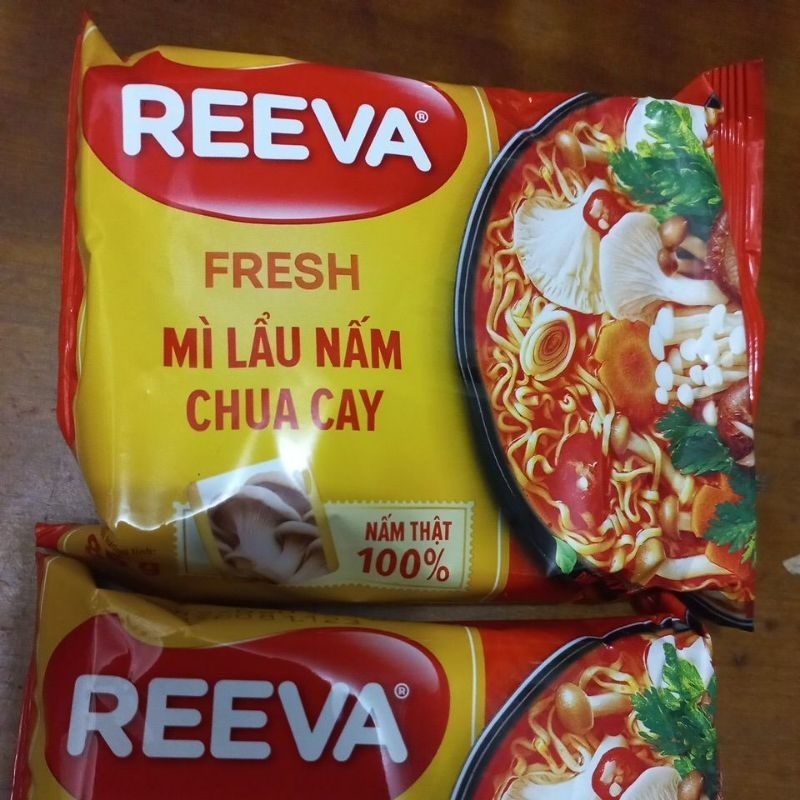 REEVA®
FRESH
MÌ LẨU NẤM
CHUA CAY
NẤM THẬT
100%
REEVA®